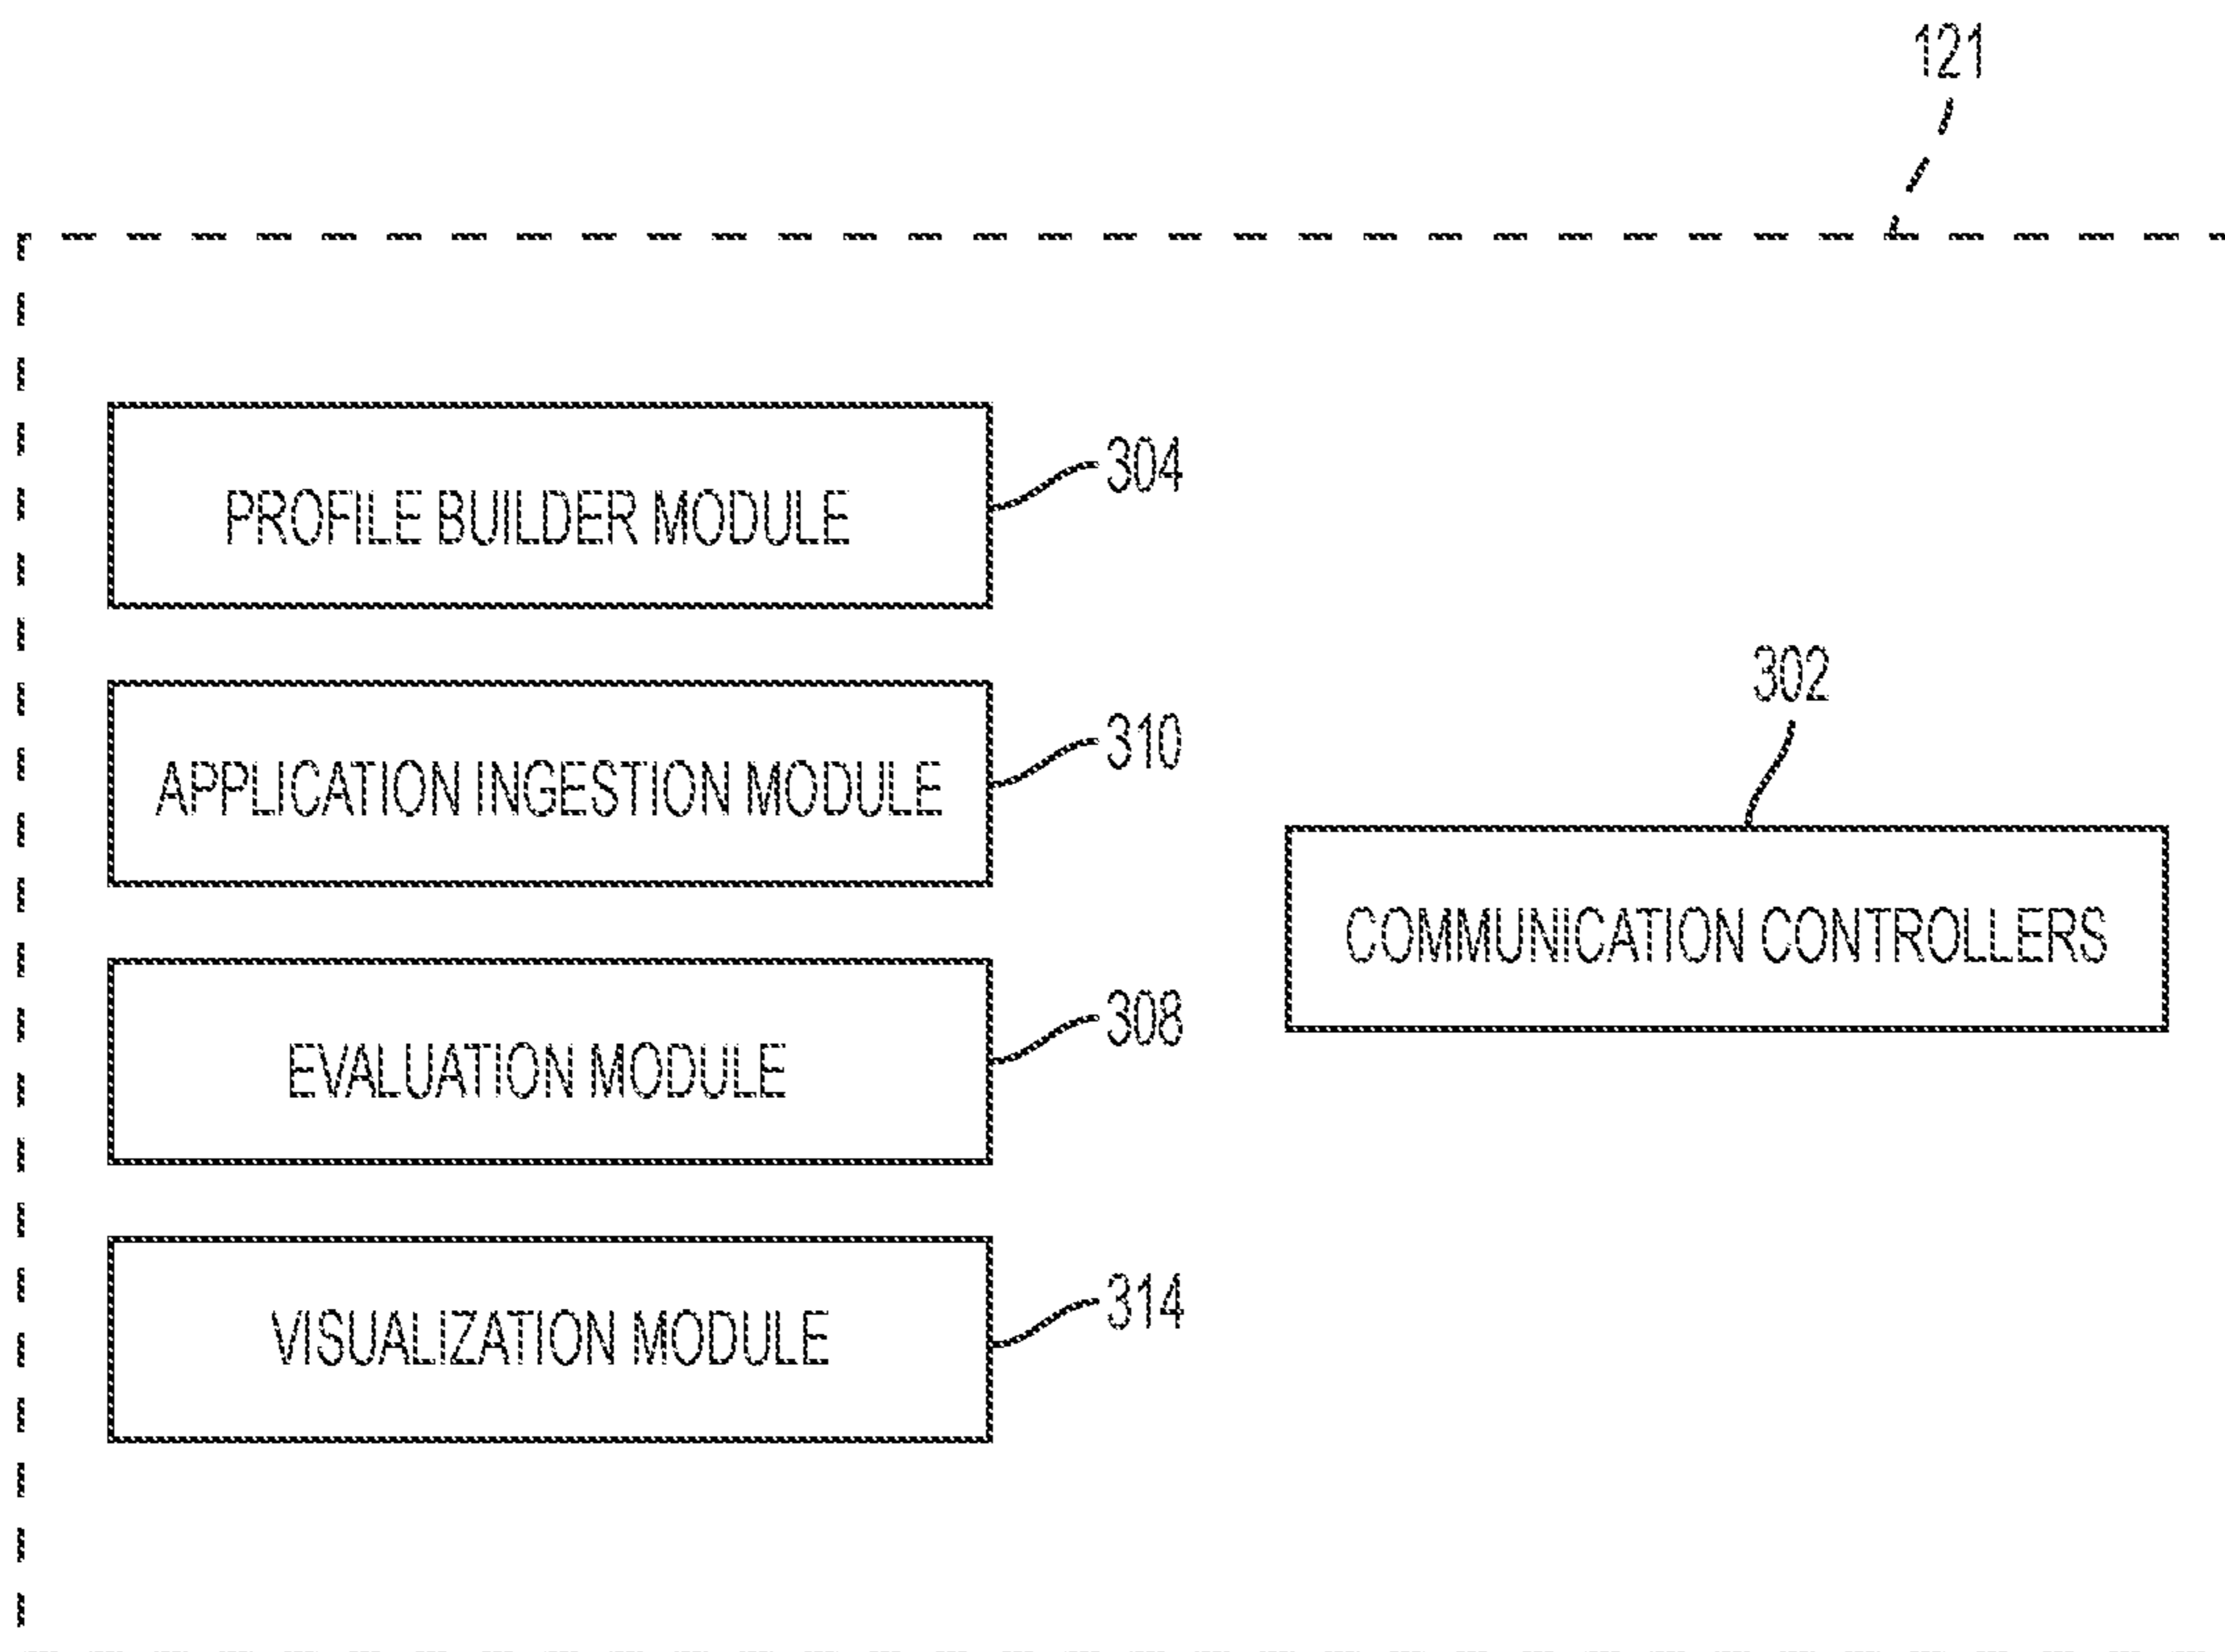 121
PROFILE BUILDER MODULE
304
APPLICATION INGESTION MODULE
310
302
COMMUNICATION CONTROLLERS
EVALUATION MODULE
308
VISUALIZATION MODULE
314